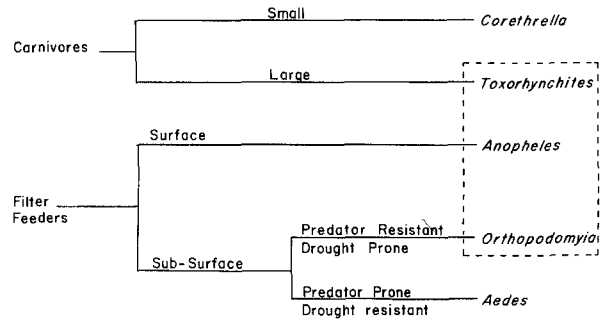 Small
Corethrella
Carnivores
Large
Toxorhynchites
Surface
Anopheles
Filter
Feeders
Predator Resistant
Orthopodomyia
Drought Prone
Sub-Surface
Predator Prone
Aedes
Drought resistant